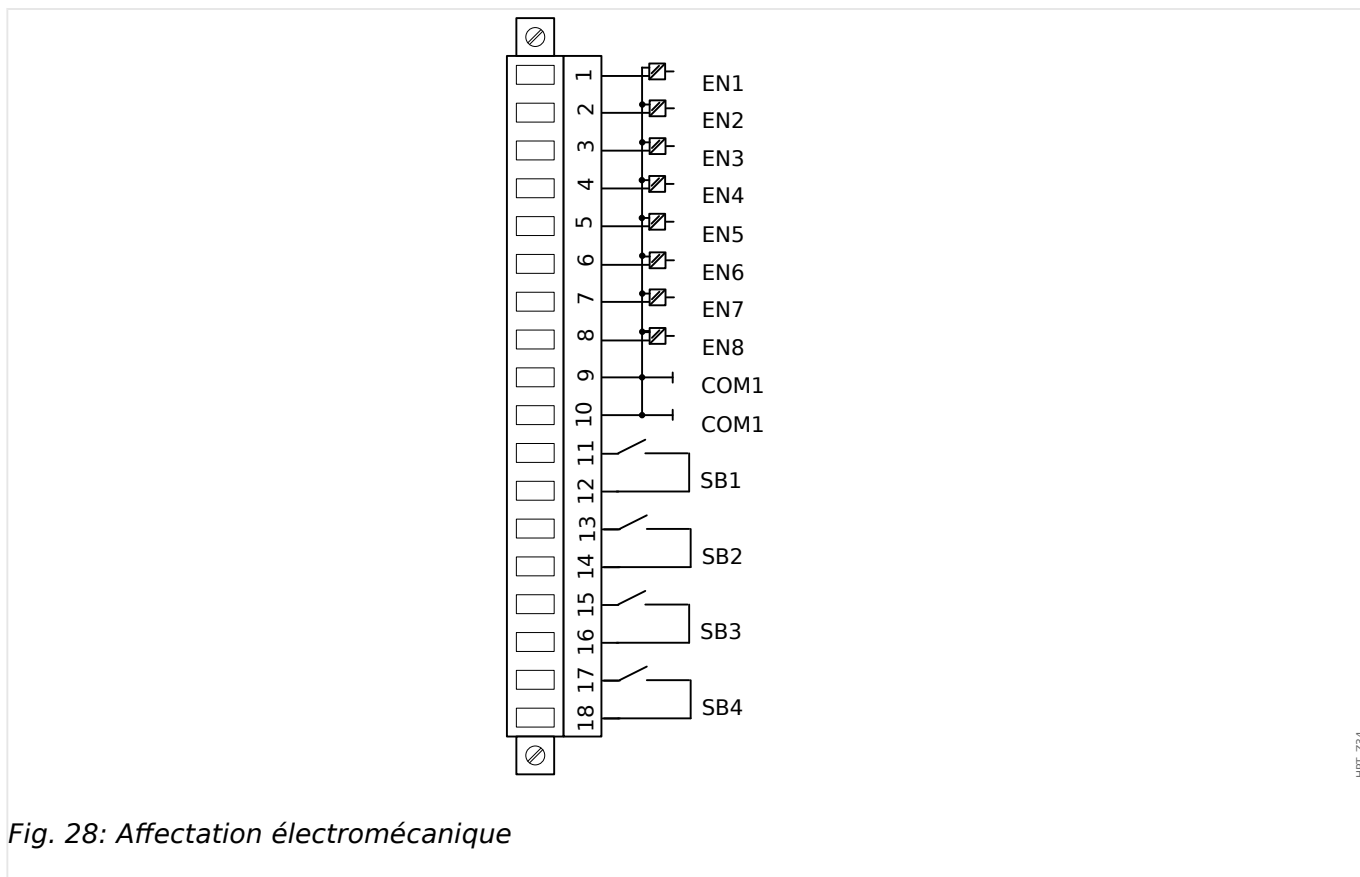 1 EN1
2 EN2
3 EN3
4 EN4
5 EN5
6 EN6
7 EN7
8 EN8
9 COM1
10 COM1
11
SB1
12
13
SB2
14
15
SB3
16
17
SB4
18
Fig. 28: Affectation électromécanique